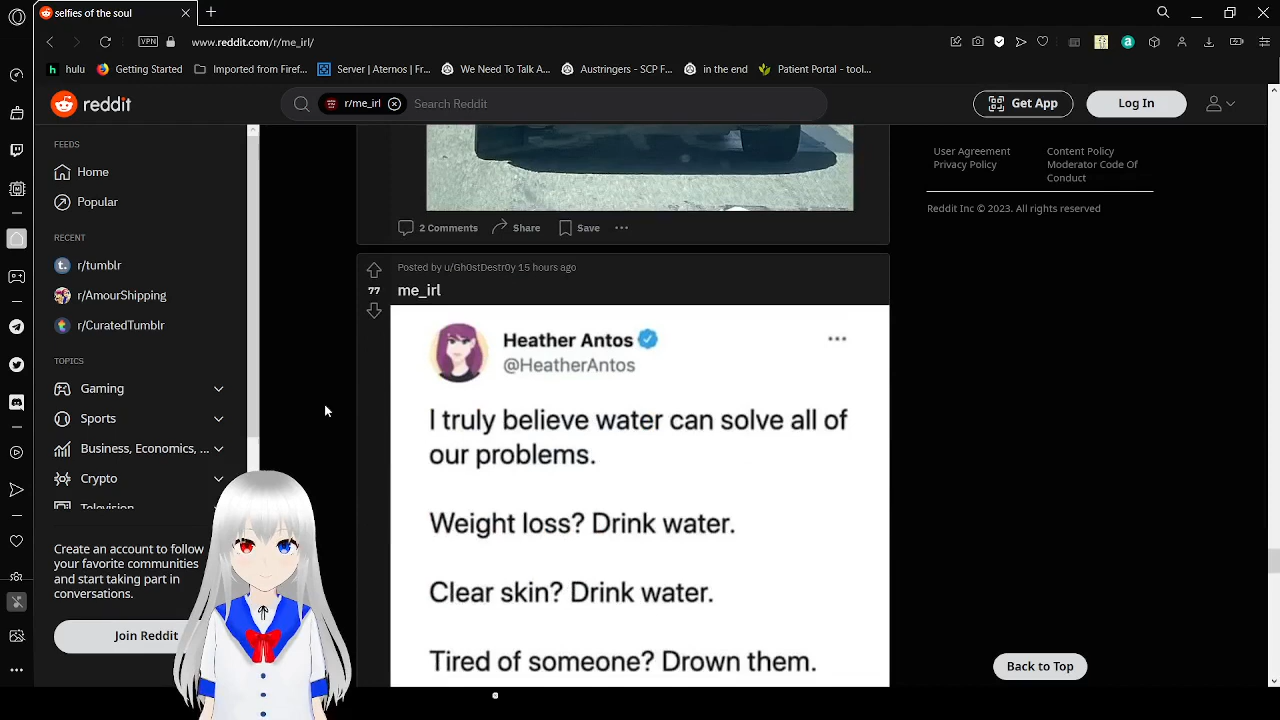 selfies of the soul
VPN
www.reddit.com/r/me_irl/
hulu
Getting Started
Imported from Firef...
Server | Aternos | Fr...
We Need To Talk A...
Austringers - SCP F...
in the end
Patient Portal - tool...
reddit
r/me_irl
Search Reddit
Get App
Log In
FEEDS
Home
Popular
RECENT
r/tumblr
r/AmourShipping
r/CuratedTumblr
TOPICS
Gaming
Sports
Business, Economics, ...
Crypto
Television
Create an account to follow
your favorite communities
and start taking part in
conversations.
Join Reddit
2 Comments
Share
Save
Posted by u/Gh0stDestr0y 15 hours ago
77
me_irl
Heather Antos
@HeatherAntos
I truly believe water can solve all of
our problems.
Weight loss? Drink water.
Clear skin? Drink water.
Tired of someone? Drown them.
User Agreement
Privacy Policy
Content Policy
Moderator Code Of
Conduct
Reddit Inc © 2023. All rights reserved
Back to Top